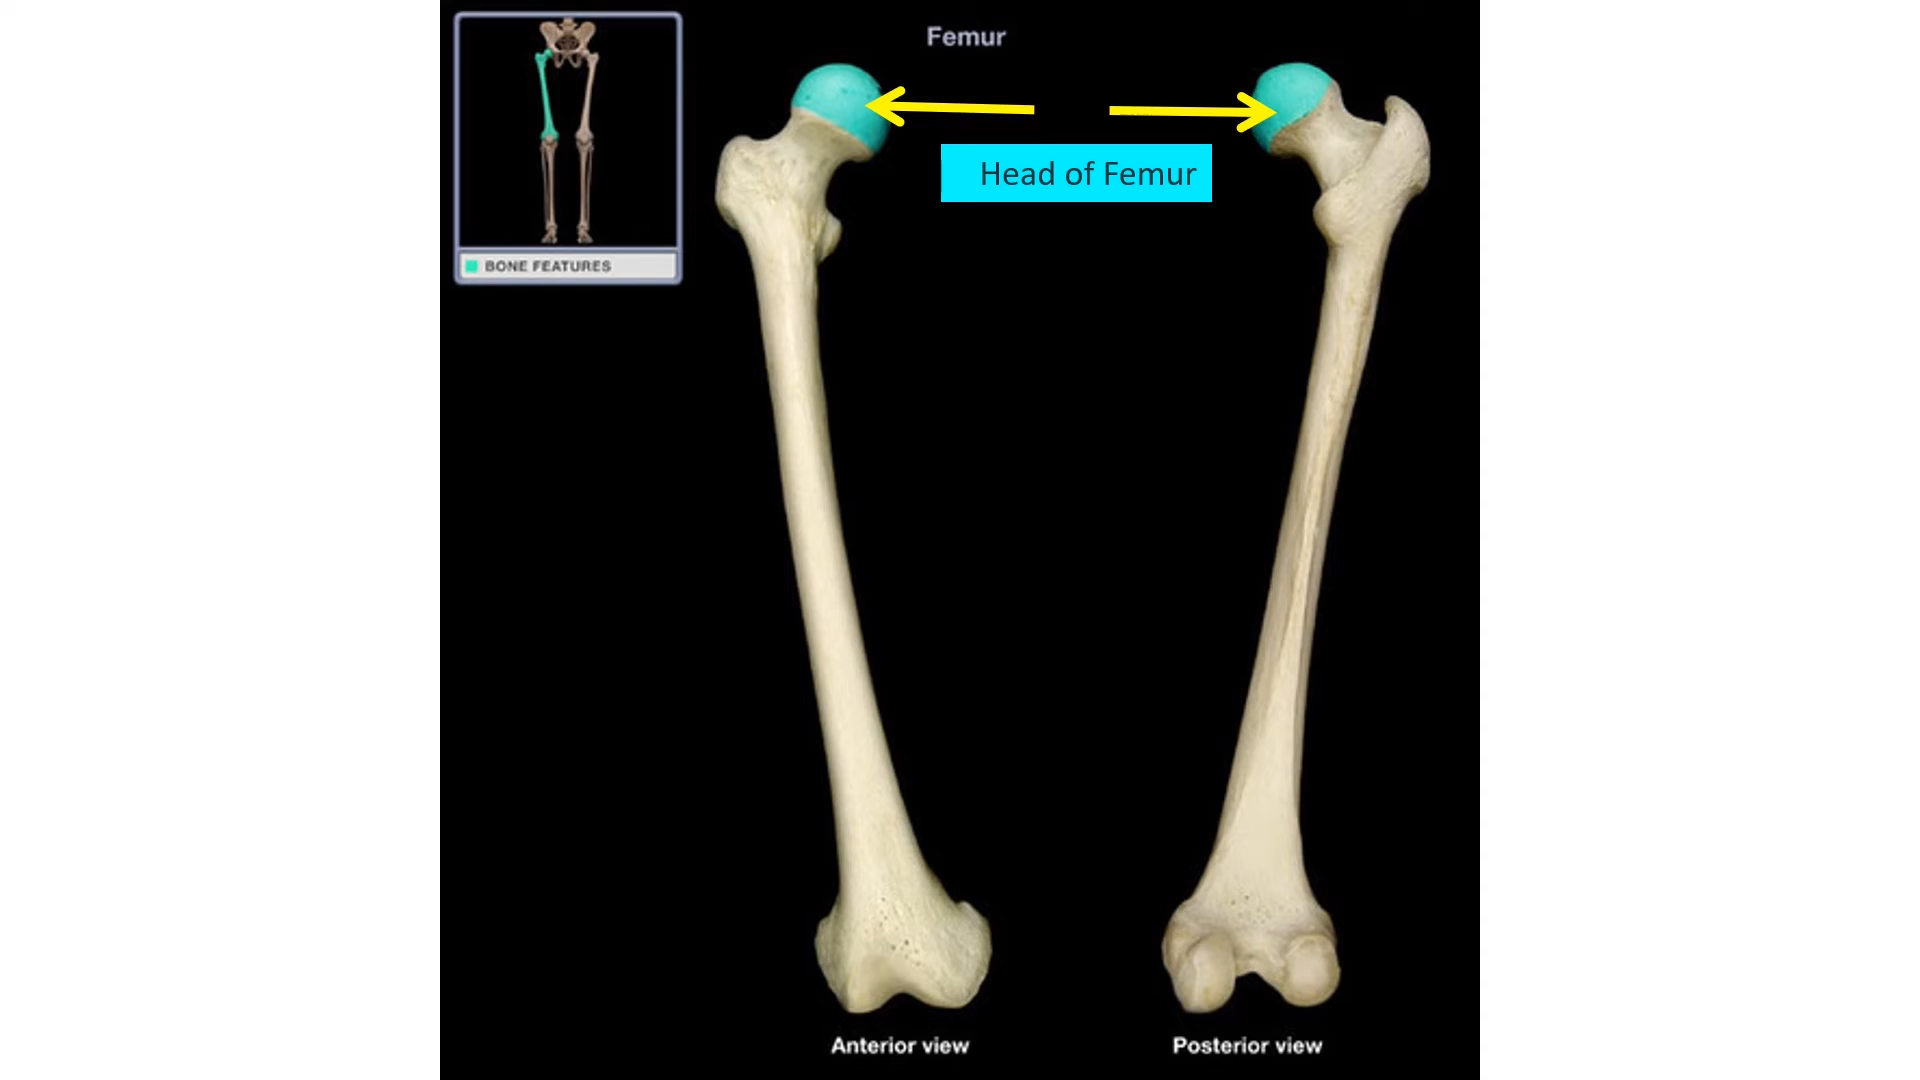 Femur
Head of Femur
BONE FEATURES
Anterior view
Posterior view